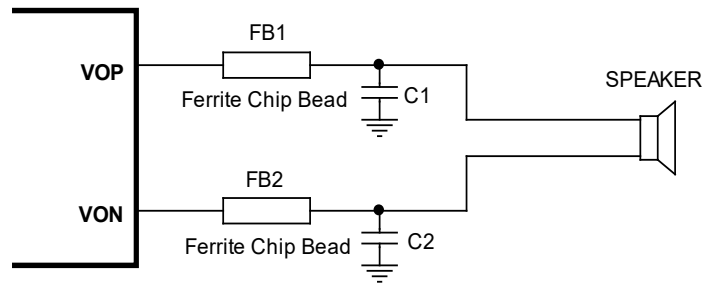 FB1
VOP
Ferrite Chip Bead
C1
SPEAKER
FB2
VON
Ferrite Chip Bead
C2